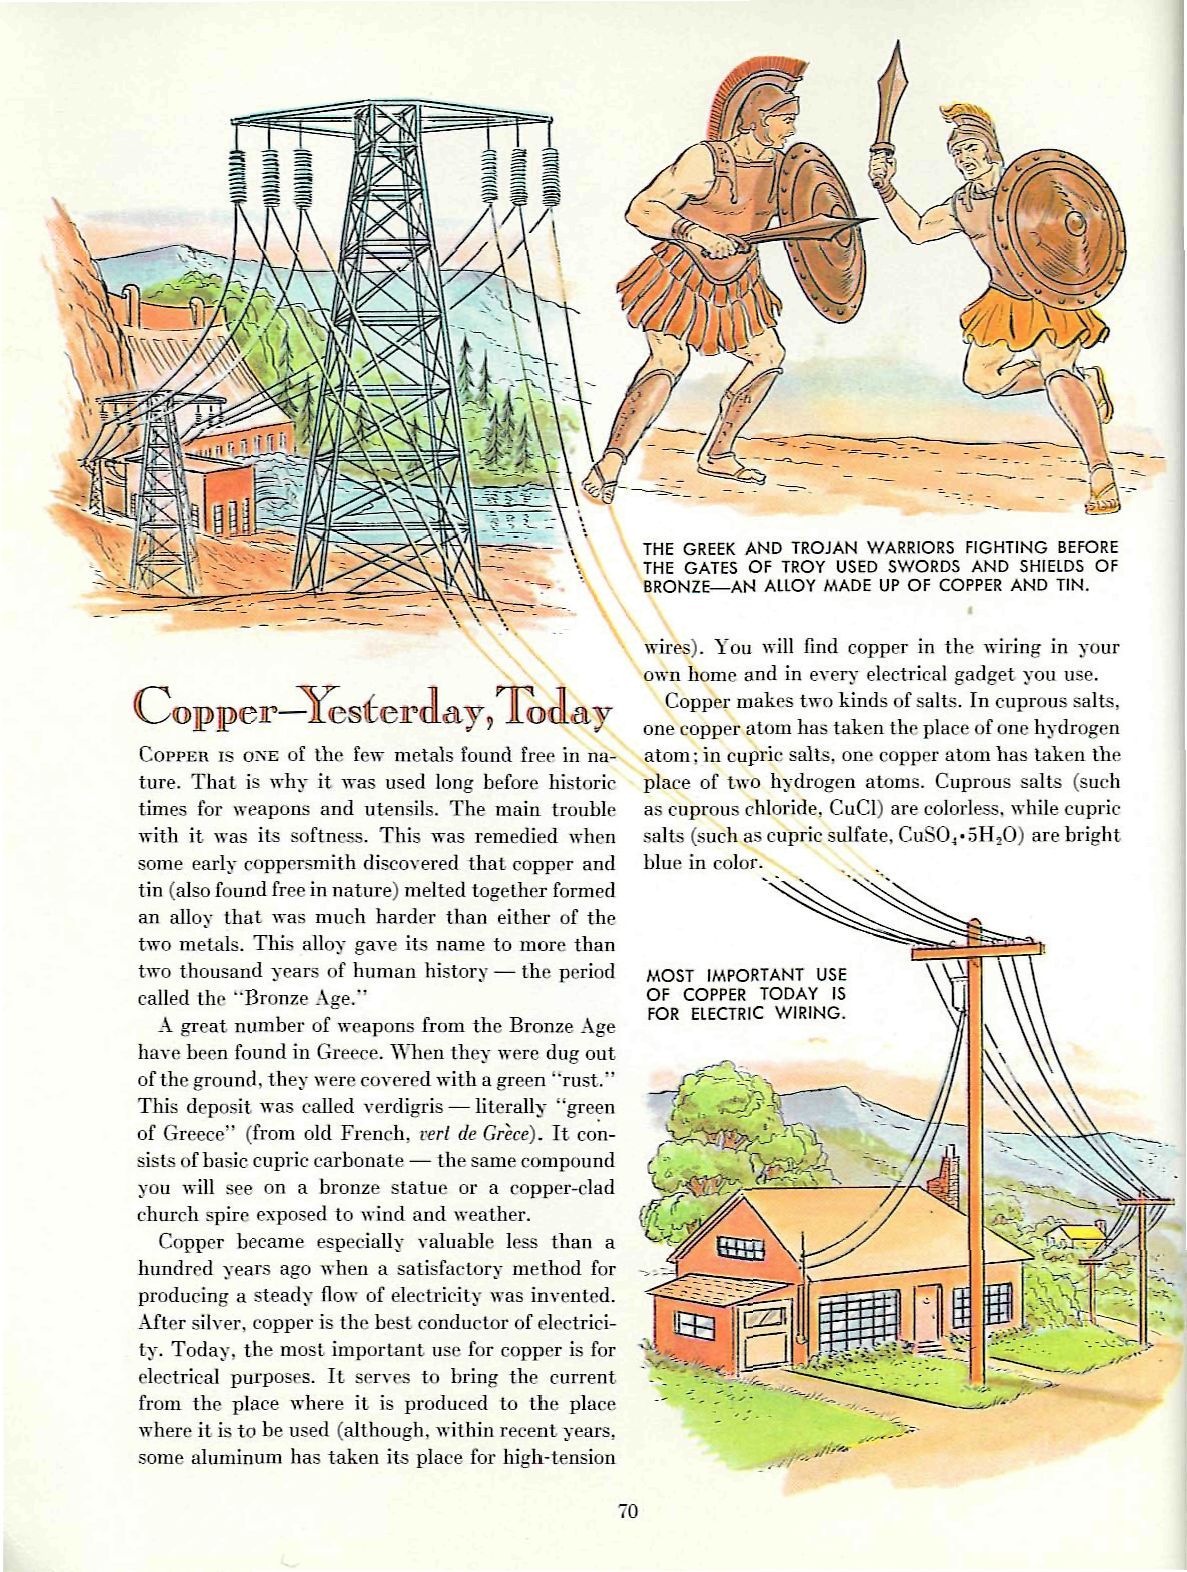 THE GREEK AND TROJAN WARRIORS FIGHTING BEFORE
THE GATES OF TROY USED SWORDS AND SHIELDS OF
BRONZE—AN ALLOY MADE UP OF COPPER AND TIN.
Copper—Yesterday, Today
COPPER IS ONE of the few metals found free in na-
ture. That is why it was used long before historic
times for weapons and utensils. The main trouble
with it was its softness. This was remedied when
some early coppersmith discovered that copper and
tin (also found free in nature) melted together formed
an alloy that was much harder than either of the
two metals. This alloy gave its name to more than
two thousand years of human history — the period
called the “Bronze Age.”
A great number of weapons from the Bronze Age
have been found in Greece. When they were dug out
of the ground, they were covered with a green “rust.”
This deposit was called verdigris — literally “green
of Greece” (from old French, vert de Grèce). It con-
sists of basic cupric carbonate — the same compound
you will see on a bronze statue or a copper-clad
church spire exposed to wind and weather.
Copper became especially valuable less than a
hundred years ago when a satisfactory method for
producing a steady flow of electricity was invented.
After silver, copper is the best conductor of electrici-
ty. Today, the most important use for copper is for
electrical purposes. It serves to bring the current
from the place where it is produced to the place
where it is to be used (although, within recent years,
some aluminum has taken its place for high-tension
wires). You will find copper in the wiring in your
own home and in every electrical gadget you use.
Copper makes two kinds of salts. In cuprous salts,
one copper atom has taken the place of one hydrogen
atom; in cupric salts, one copper atom has taken the
place of two hydrogen atoms. Cuprous salts (such
as cuprous chloride, CuCl) are colorless, while cupric
salts (such as cupric sulfate, CuSO₄•5H₂O) are bright
blue in color.
MOST IMPORTANT USE
OF COPPER TODAY IS
FOR ELECTRIC WIRING.
70